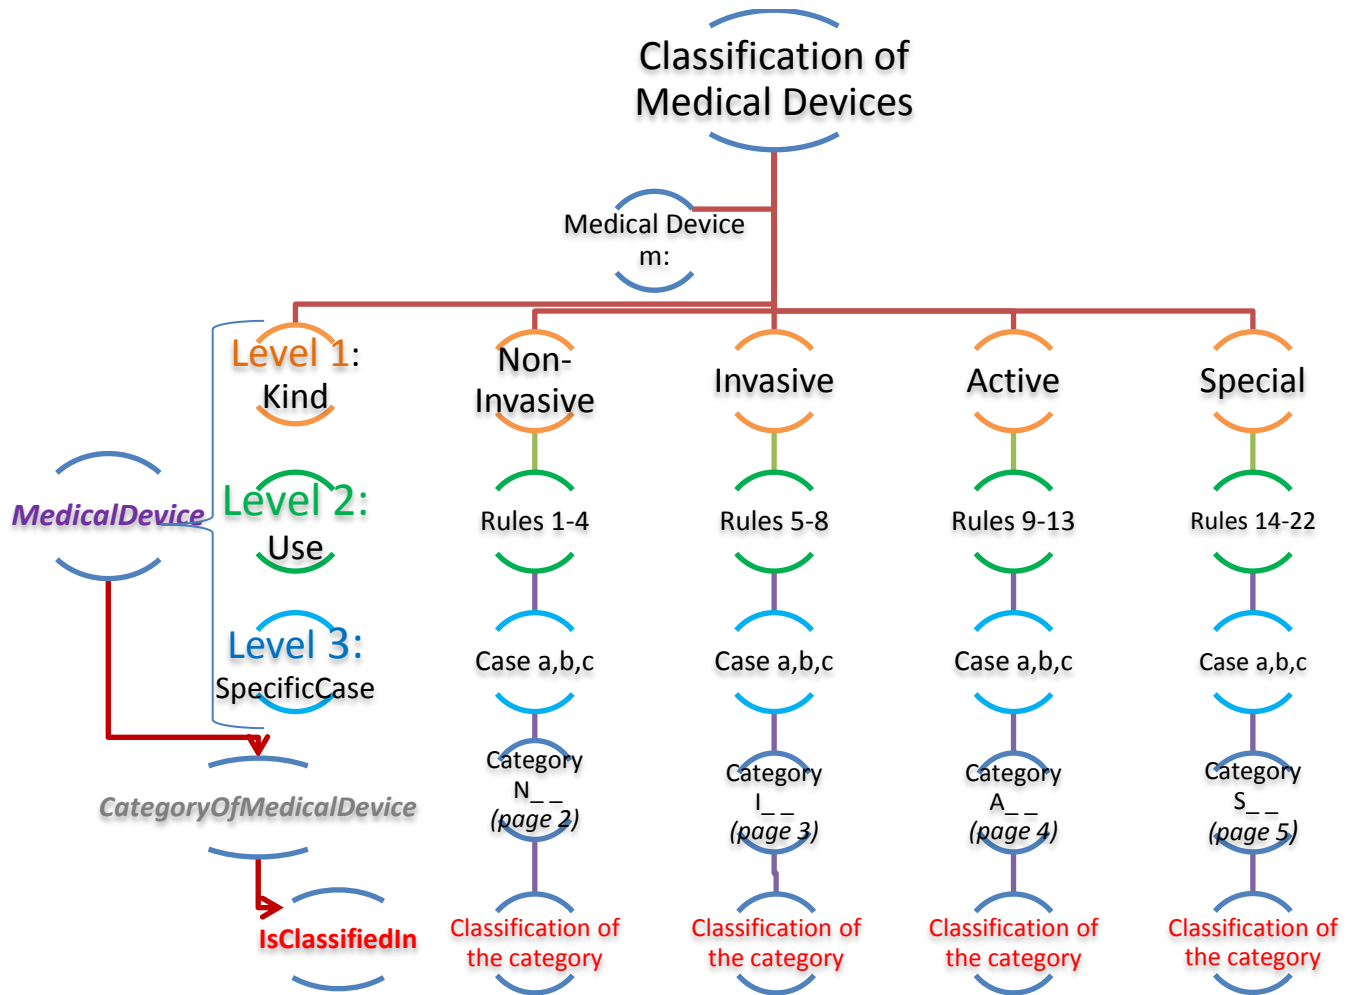 Classification of
Medical Devices
Medical Device
m:
Level 1:
Kind
Non-
Invasive
Invasive
Active
Special
MedicalDevice
Level 2:
Use
Rules 1-4
Rules 5-8
Rules 9-13
Rules 14-22
Level 3:
SpecificCase
Case a,b,c
Case a,b,c
Case a,b,c
Case a,b,c
CategoryOfMedicalDevice
Category
N_ _
(page 2)
Category
I_ _
(page 3)
Category
A_ _
(page 4)
Category
S_ _
(page 5)
IsClassifiedIn
Classification of
the category
Classification of
the category
Classification of
the category
Classification of
the category